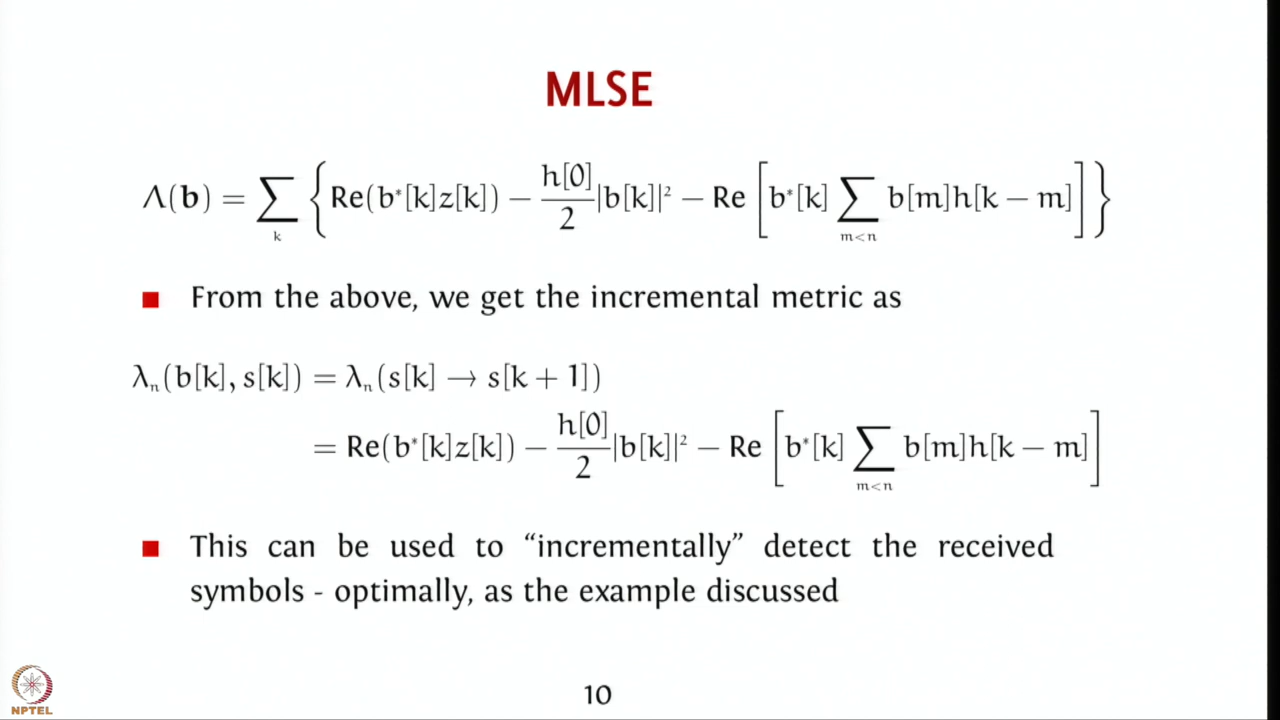 MLSE
Λ(b) = ∑_k { Re(b*[k]z[k]) − h[0]/2 |b[k]|² − Re [ b*[k] ∑_{m<n} b[m]h[k − m] ] }
■ From the above, we get the incremental metric as
λ_n(b[k], s[k]) = λ_n(s[k] → s[k + 1])
= Re(b*[k]z[k]) − h[0]/2 |b[k]|² − Re [ b*[k] ∑_{m<n} b[m]h[k − m] ]
■ This can be used to “incrementally” detect the received
symbols - optimally, as the example discussed
NPTEL
10